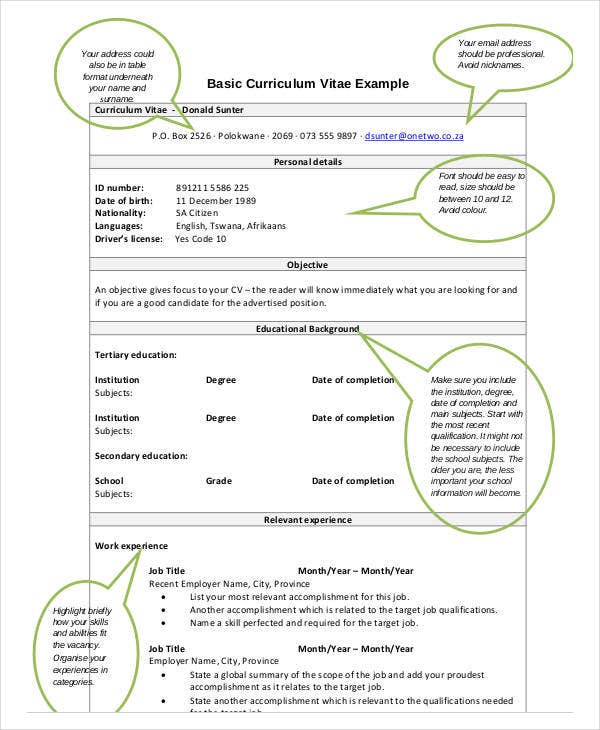 Your address could
also be in table
format underneath
your name and
surname.
Your email address
should be professional.
Avoid nicknames.
Basic Curriculum Vitae Example
Curriculum Vitae - Donald Sunter
P.O. Box 2526 · Polokwane · 2069 · 073 555 9897 · dsunter@onetwo.co.za
Personal details
Font should be easy to
read, size should be
between 10 and 12.
Avoid colour.
ID number: 891211 5586 225
Date of birth: 11 December 1989
Nationality: SA Citizen
Languages: English, Tswana, Afrikaans
Driver's license: Yes Code 10
Objective
An objective gives focus to your CV – the reader will know immediately what you are looking for and
if you are a good candidate for the advertised position.
Educational Background
Tertiary education:
Institution Degree Date of completion
Subjects:
Institution Degree Date of completion
Subjects:
Secondary education:
School Grade Date of completion
Subjects:
Make sure you include
the institution, degree,
date of completion and
main subjects. Start with
the most recent
qualification. It might not
be necessary to include
the school subjects. The
older you are, the less
important your school
information will become.
Relevant experience
Work experience
Job Title Month/Year – Month/Year
Recent Employer Name, City, Province
• List your most relevant accomplishment for this job.
• Another accomplishment which is related to the target job qualifications.
• Name a skill perfected and required for the target job.
Highlight briefly
how your skills
and abilities fit
the vacancy.
Organise your
experiences in
categories.
Job Title Month/Year – Month/Year
Employer Name, City, Province
• State a global summary of the scope of the job and add your proudest
accomplishment as it relates to the target job.
• State another accomplishment which is relevant to the qualifications needed
for the target job.